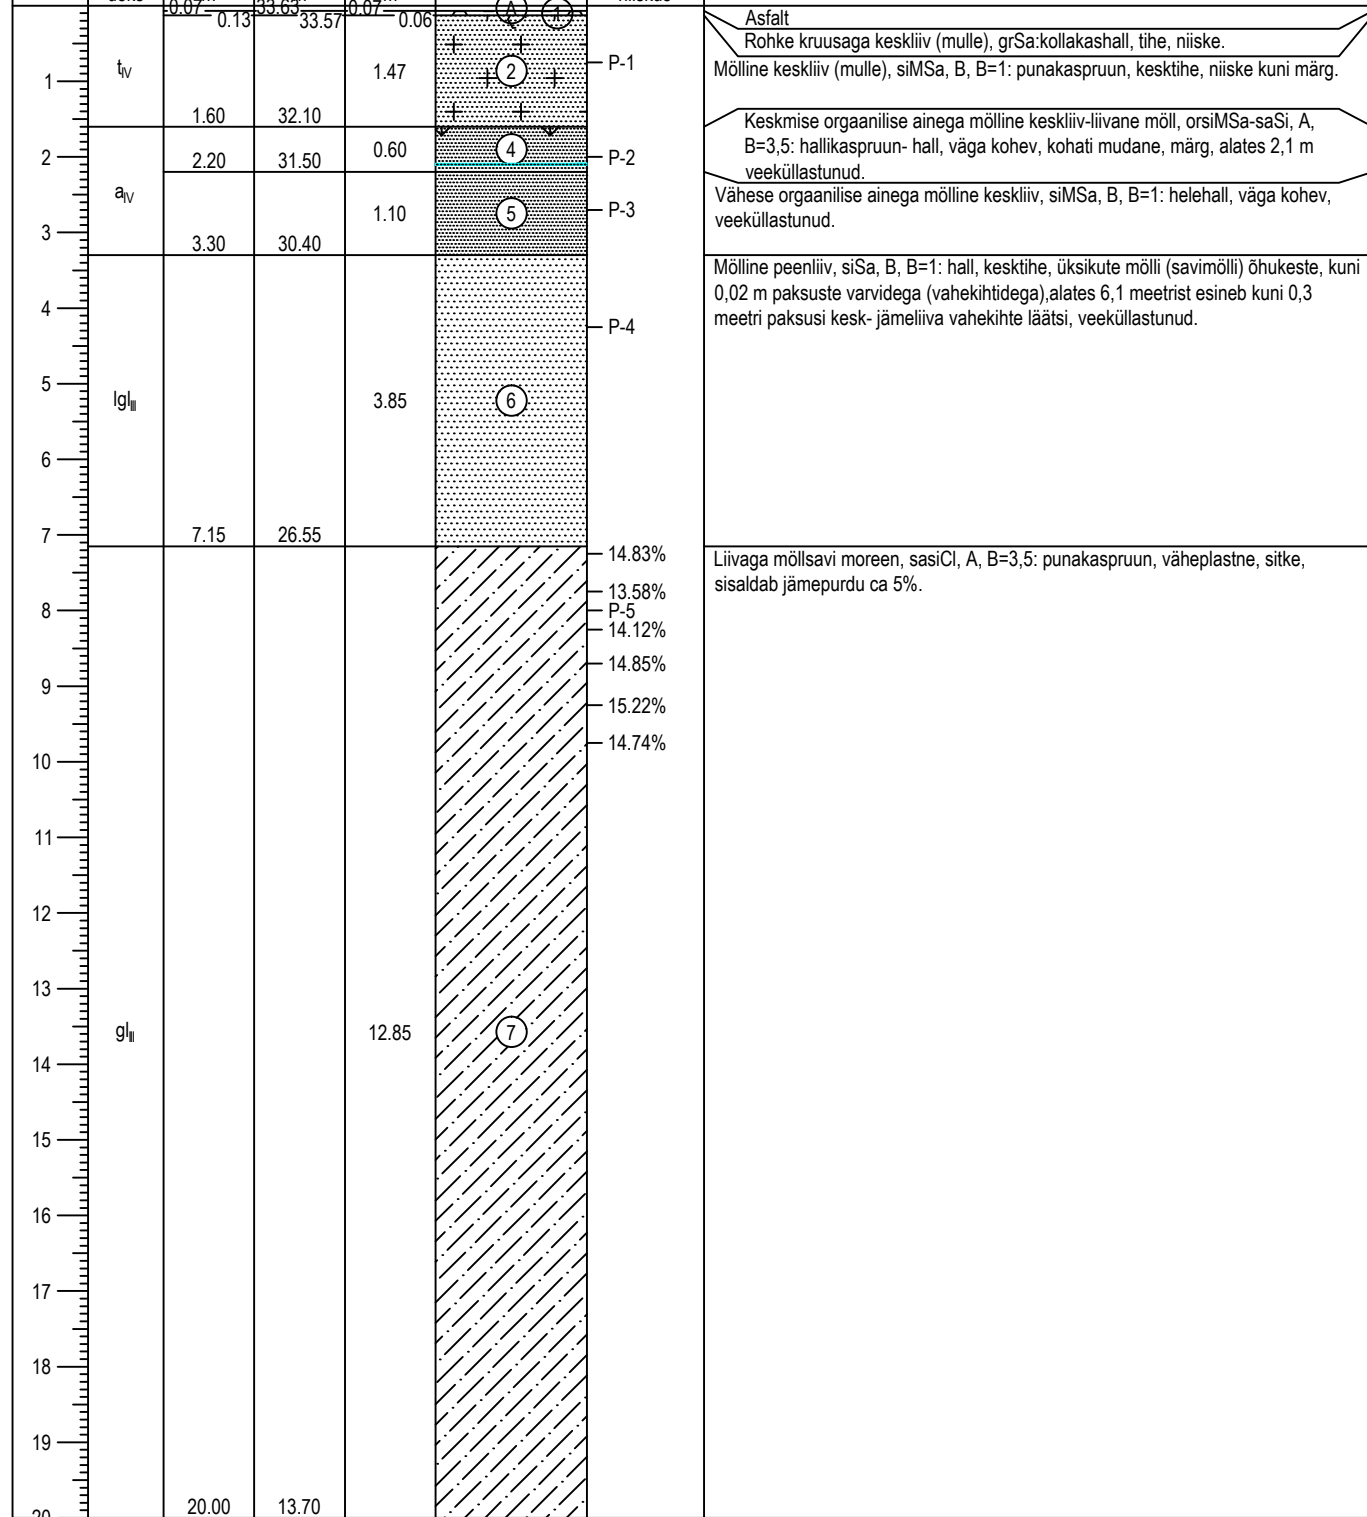 0.07 33.63 0.07 A 1
0.13 33.57 0.06
Asfalt
Rohke kruusaga keskliiv (mulle), grSa:kollakashall, tihe, niiske.
tIV 1.47 2 P-1
Mölline keskliiv (mulle), siMSa, B, B=1: punakaspruun, kesktihe, niiske kuni märg.
1
1.60 32.10
Keskmise orgaanilise ainega mölline keskliiv-liivane möll, orsiMSa-saSi, A,
B=3,5: hallikaspruun- hall, väga kohev, kohati mudane, märg, alates 2,1 m
veeküllastunud.
2 2.20 31.50 0.60 4 P-2
aIV 1.10 5 P-3
Vähese orgaanilise ainega mölline keskliiv, siMSa, B, B=1: helehall, väga kohev,
veeküllastunud.
3 3.30 30.40
Mölline peenliiv, siSa, B, B=1: hall, kesktihe, üksikute mölli (savimölli) õhukeste, kuni
0,02 m paksuste varvidega (vahekihtidega),alates 6,1 meetrist esineb kuni 0,3
meetri paksusi kesk- jämeliiva vahekihte läätsi, veeküllastunud.
4 P-4
5 lglIII 3.85 6
6
7 7.15 26.55
Liivaga möllsavi moreen, sasiCl, A, B=3,5: punakaspruun, väheplastne, sitke,
sisaldab jämepurdu ca 5%.
14.83%
13.58%
8 P-5
14.12%
14.85%
9
15.22%
14.74%
10
11
12
13
glIII 12.85 7
14
15
16
17
18
19
20.00 13.70